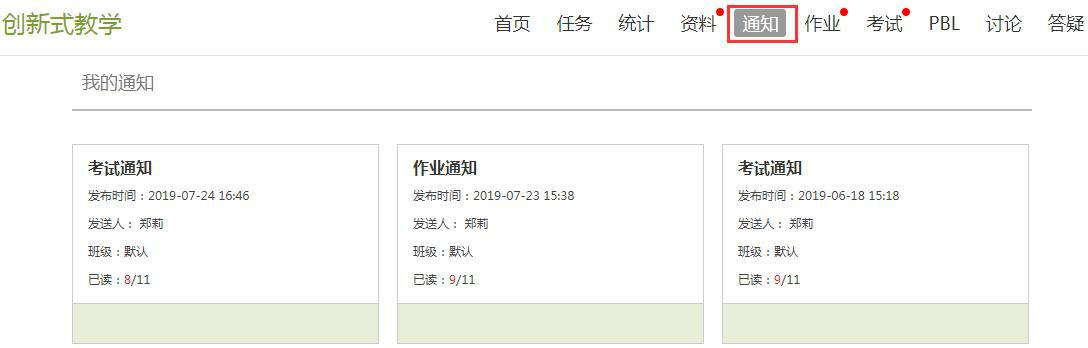 创新式教学 首页 任务 统计 资料 通知 作业 考试 PBL 讨论 答疑
我的通知
考试通知
发布时间：2019-07-24 16:46
发送人： 郑莉
班级：默认
已读：8/11
作业通知
发布时间：2019-07-23 15:38
发送人： 郑莉
班级：默认
已读：9/11
考试通知
发布时间：2019-06-18 15:18
发送人： 郑莉
班级：默认
已读：9/11